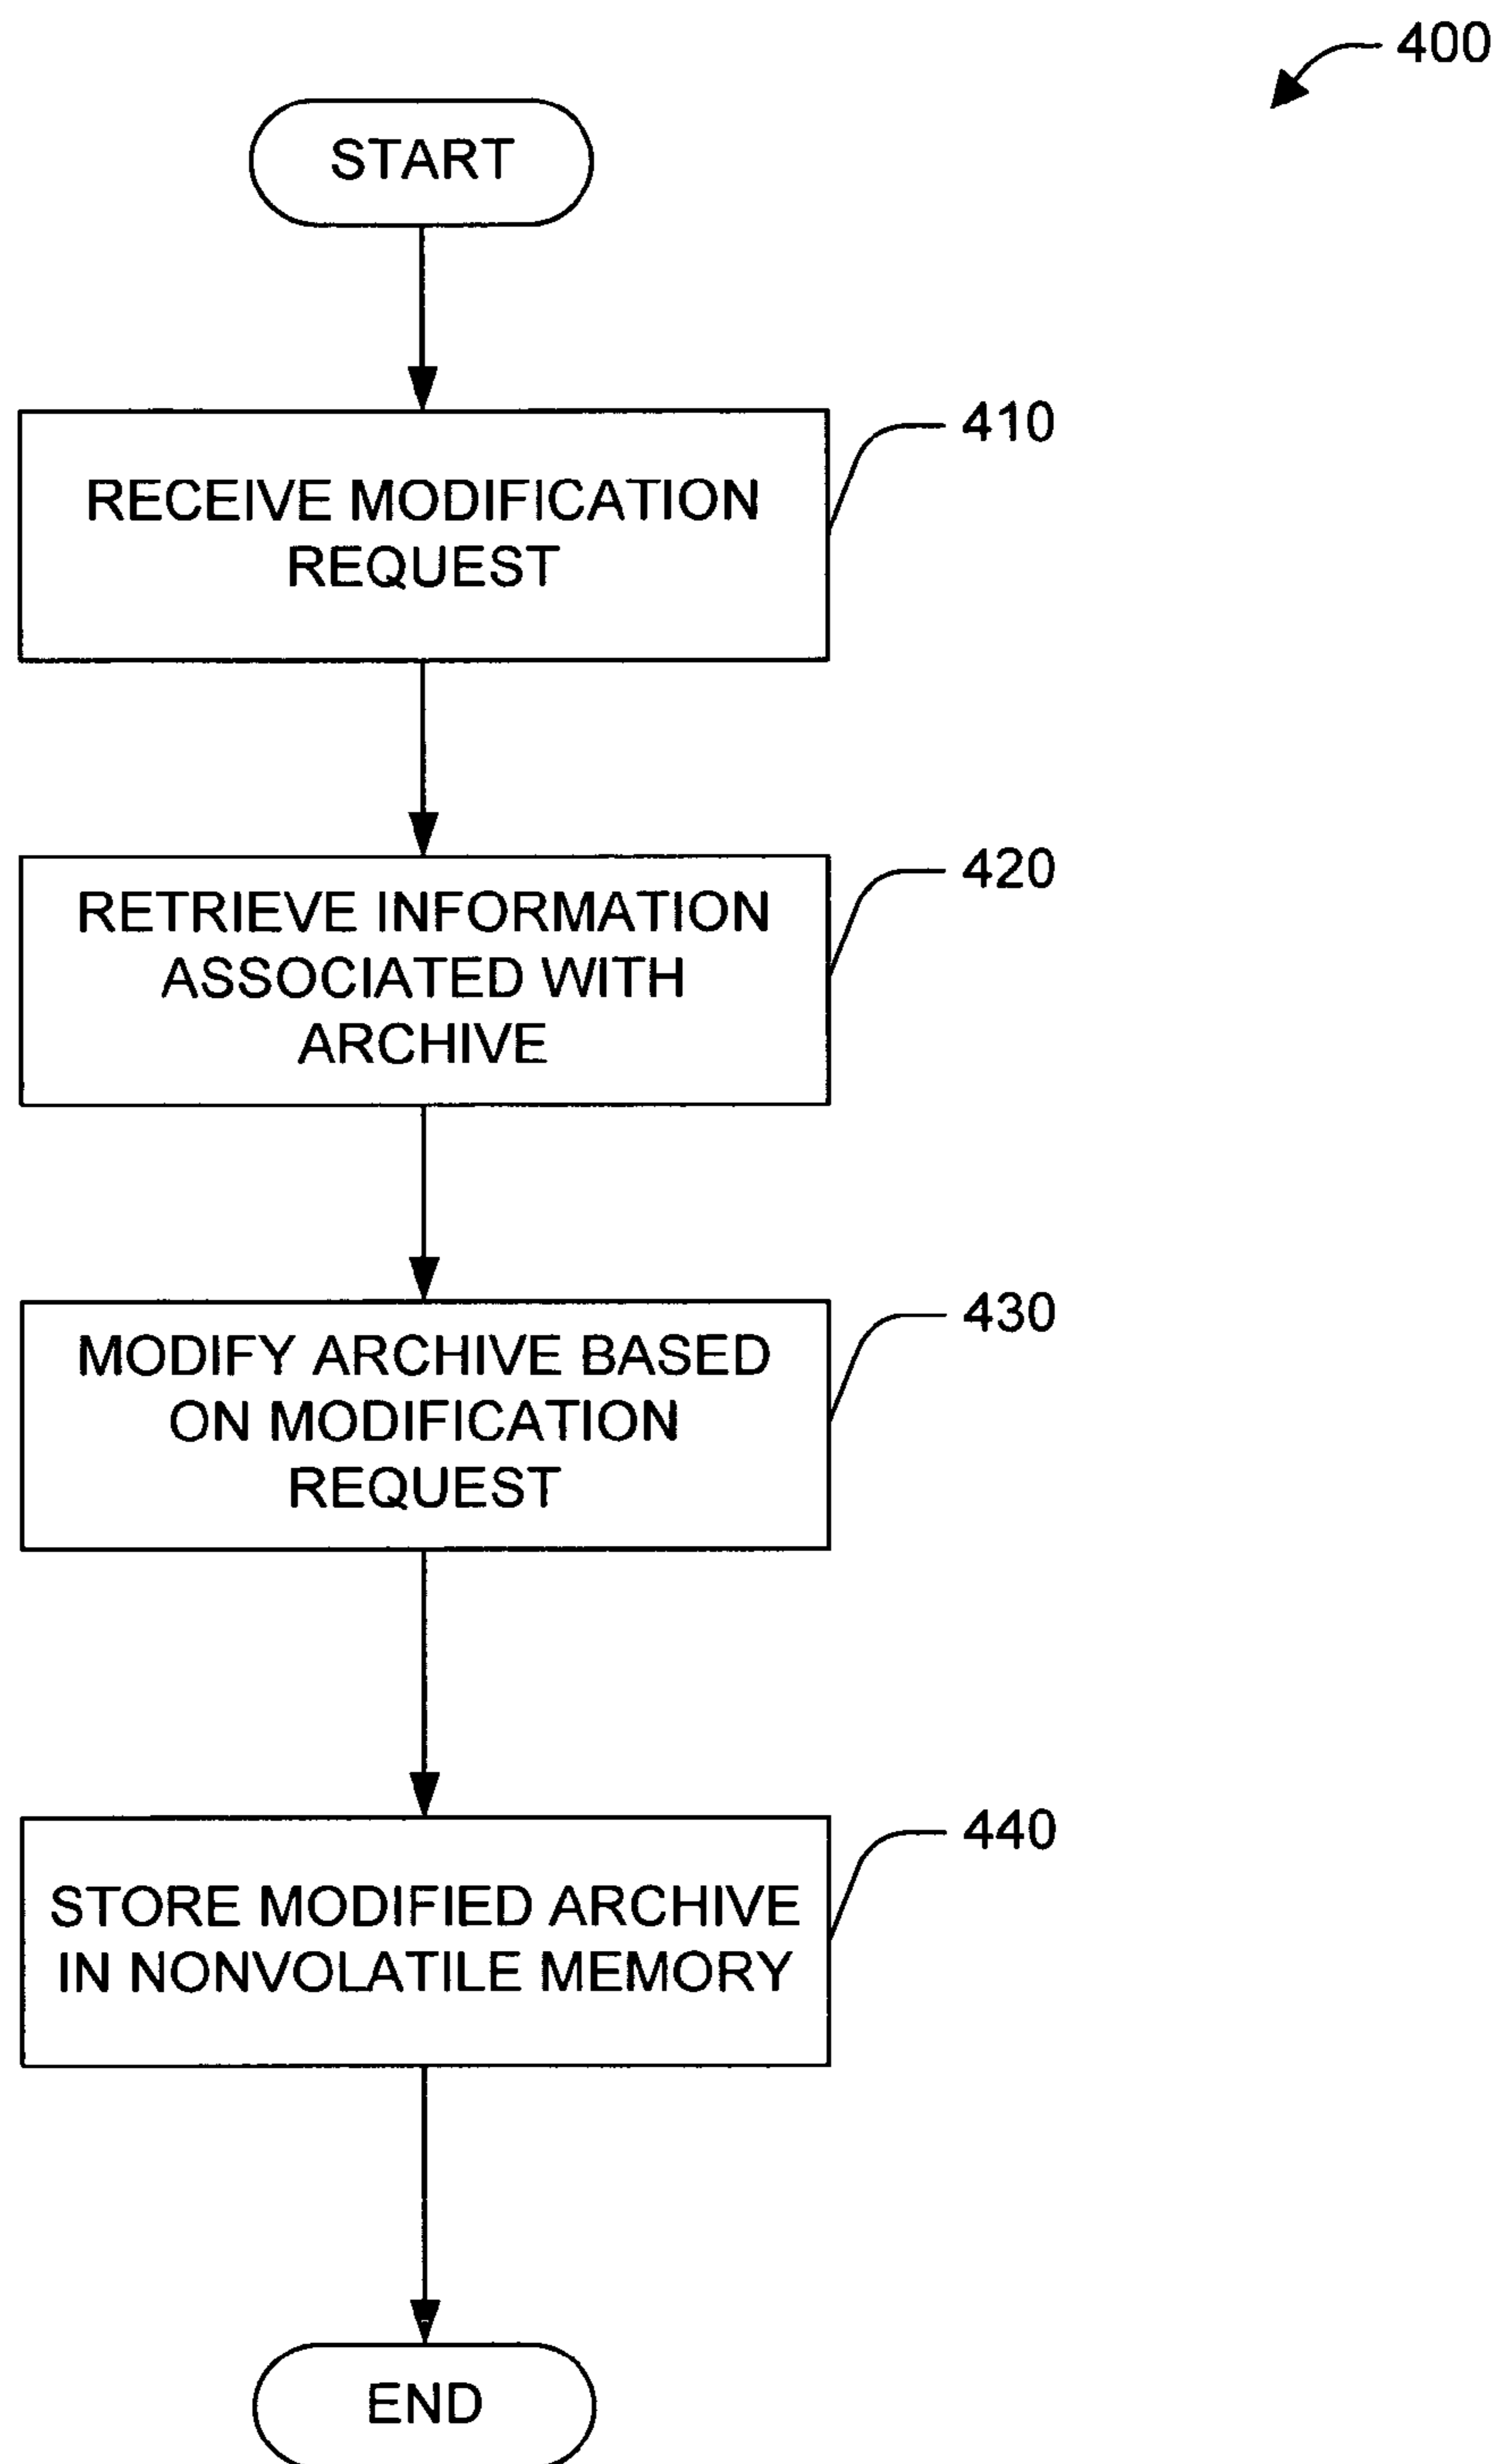 400
START
410
RECEIVE MODIFICATION
REQUEST
420
RETRIEVE INFORMATION
ASSOCIATED WITH
ARCHIVE
430
MODIFY ARCHIVE BASED
ON MODIFICATION
REQUEST
440
STORE MODIFIED ARCHIVE
IN NONVOLATILE MEMORY
END